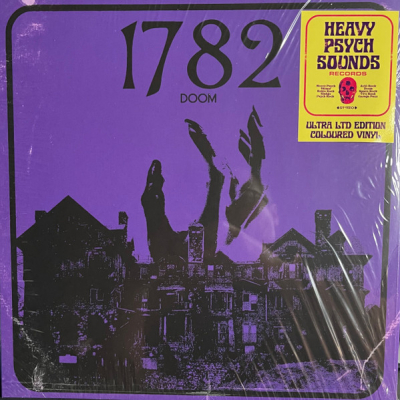 1782
DOOM
HEAVY
PSYCH
SOUNDS
RECORDS
ULTRA LTD EDITION
COLOURED VINYL